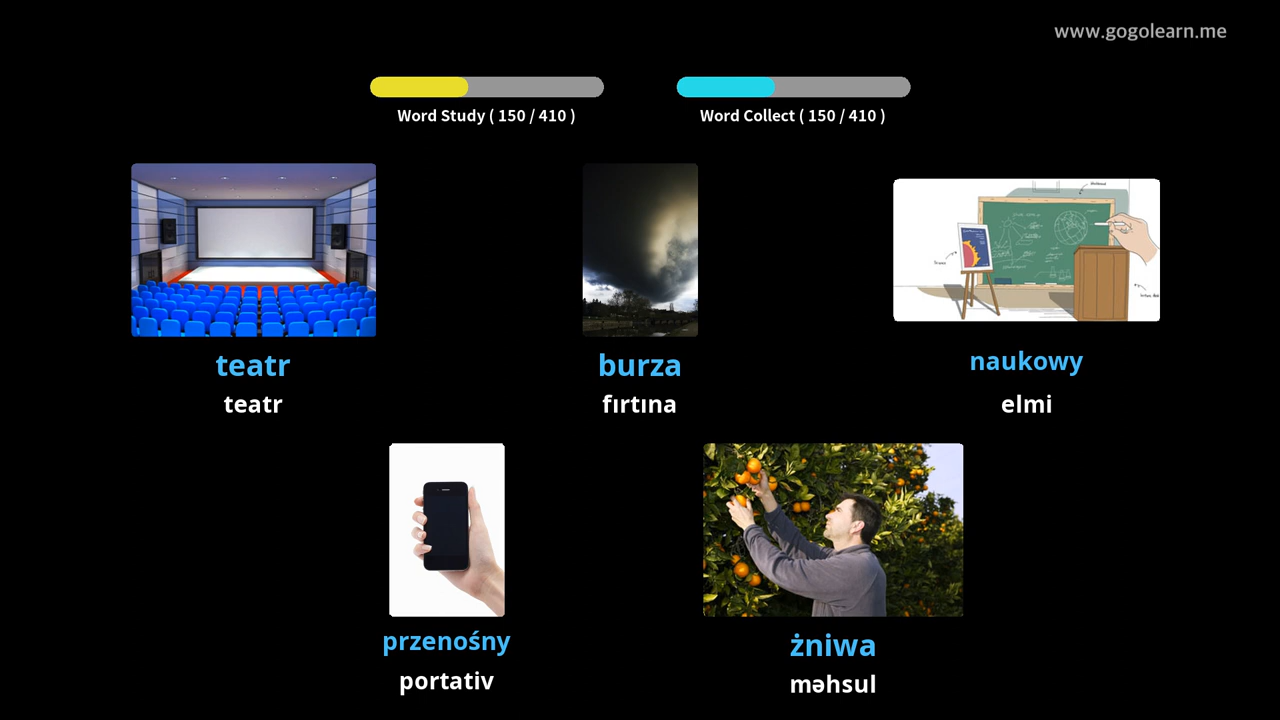 www.gogolearn.me
Word Study ( 150 / 410 )
Word Collect ( 150 / 410 )
teatr
teatr
burza
fırtına
naukowy
elmi
przenośny
portativ
żniwa
məhsul